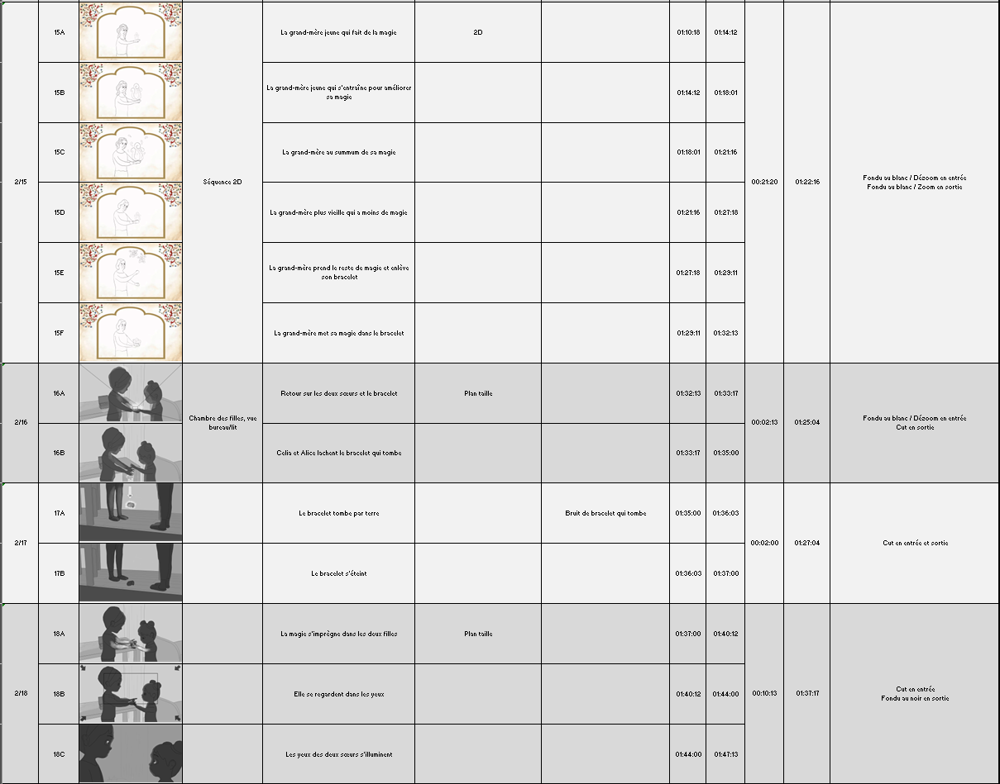 15A
La grand-mère jeune qui fait de la magie
2D
01:10:18
01:14:12
15B
La grand-mère jeune qui s'entraîne pour améliorer
sa magie
01:14:12
01:18:01
15C
La grand-mère au summum de sa magie
01:18:01
01:21:16
2/15
Séquence 2D
00:21:20
01:22:16
Fondu au blanc / Dézoom en entrée
Fondu au blanc / Zoom en sortie
15D
La grand-mère plus vieille qui a moins de magie
01:21:16
01:27:18
15E
La grand-mère prend le reste de magie et enlève
son bracelet
01:27:18
01:29:11
15F
La grand-mère met sa magie dans le bracelet
01:29:11
01:32:13
16A
Retour sur les deux sœurs et le bracelet
Plan taille
01:32:13
01:33:17
2/16
Chambre des filles, vue
bureau/lit
00:02:13
01:25:04
Fondu au blanc / Dézoom en entrée
Cut en sortie
16B
Celia et Alice lachent le bracelet qui tombe
01:33:17
01:35:00
17A
Le bracelet tombe par terre
Bruit de bracelet qui tombe
01:35:00
01:36:03
2/17
00:02:00
01:27:04
Cut en entrée et sortie
17B
Le bracelet s'éteint
01:36:03
01:37:00
18A
La magie s'imprègne dans les deux filles
Plan taille
01:37:00
01:40:12
2/18
18B
Elle se regardent dans les yeux
01:40:12
01:44:00
00:10:13
01:37:17
Cut en entrée
Fondu au noir en sortie
18C
Les yeux des deux sœurs s'illuminent
01:44:00
01:47:13